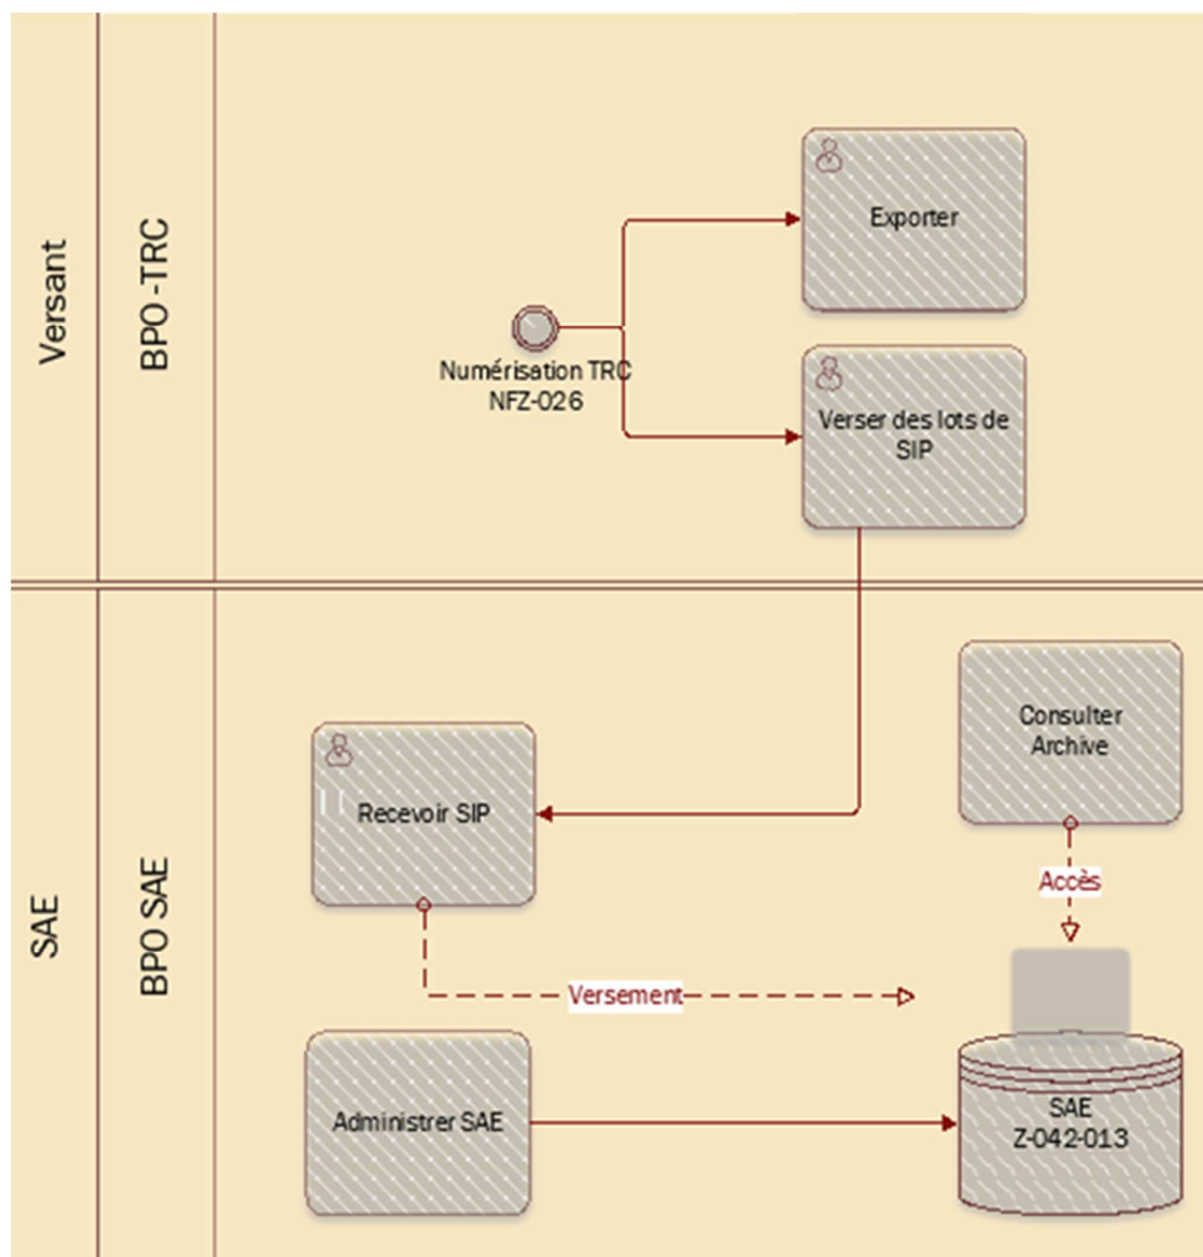 Versant
BPO -TRC
Exporter
Numérisation TRC
NFZ-026
Verser des lots de
SIP
SAE
BPO SAE
Consulter
Archive
Recevoir SIP
Accès
Versement
Administrer SAE
SAE
Z-042-013